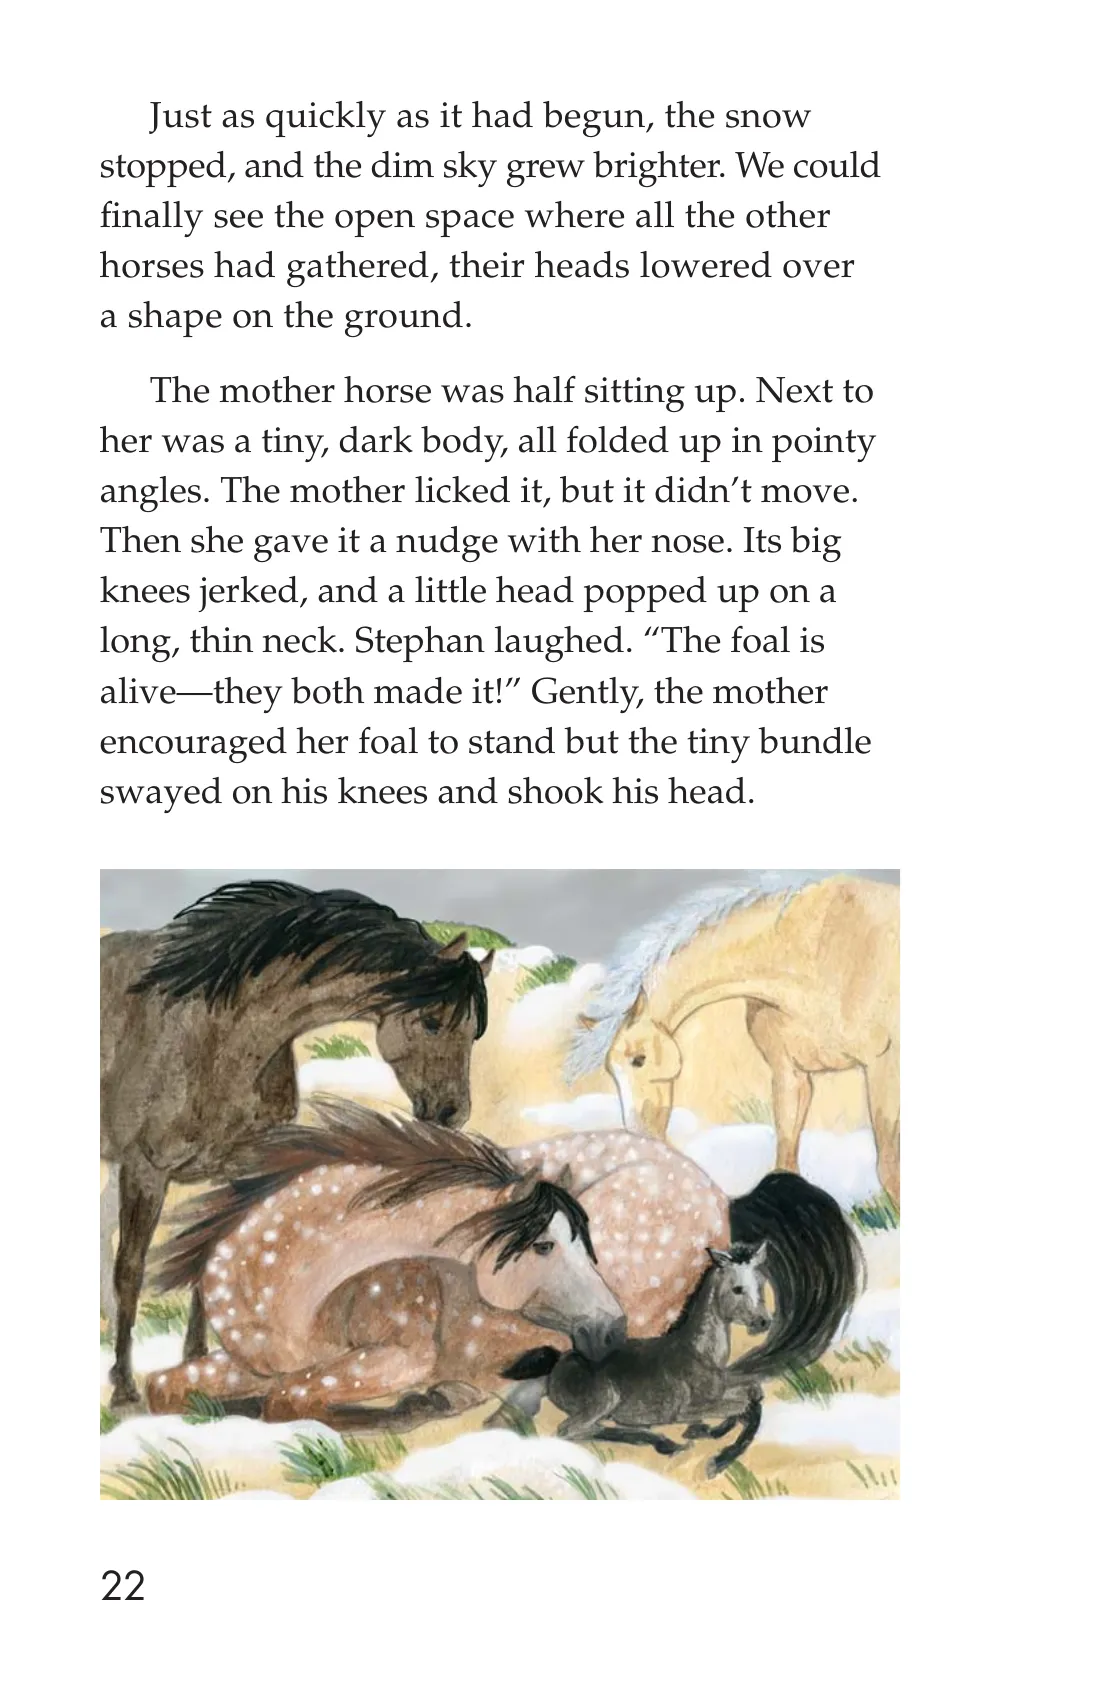 Just as quickly as it had begun, the snow
stopped, and the dim sky grew brighter. We could
finally see the open space where all the other
horses had gathered, their heads lowered over
a shape on the ground.
The mother horse was half sitting up. Next to
her was a tiny, dark body, all folded up in pointy
angles. The mother licked it, but it didn’t move.
Then she gave it a nudge with her nose. Its big
knees jerked, and a little head popped up on a
long, thin neck. Stephan laughed. “The foal is
alive—they both made it!” Gently, the mother
encouraged her foal to stand but the tiny bundle
swayed on his knees and shook his head.
22